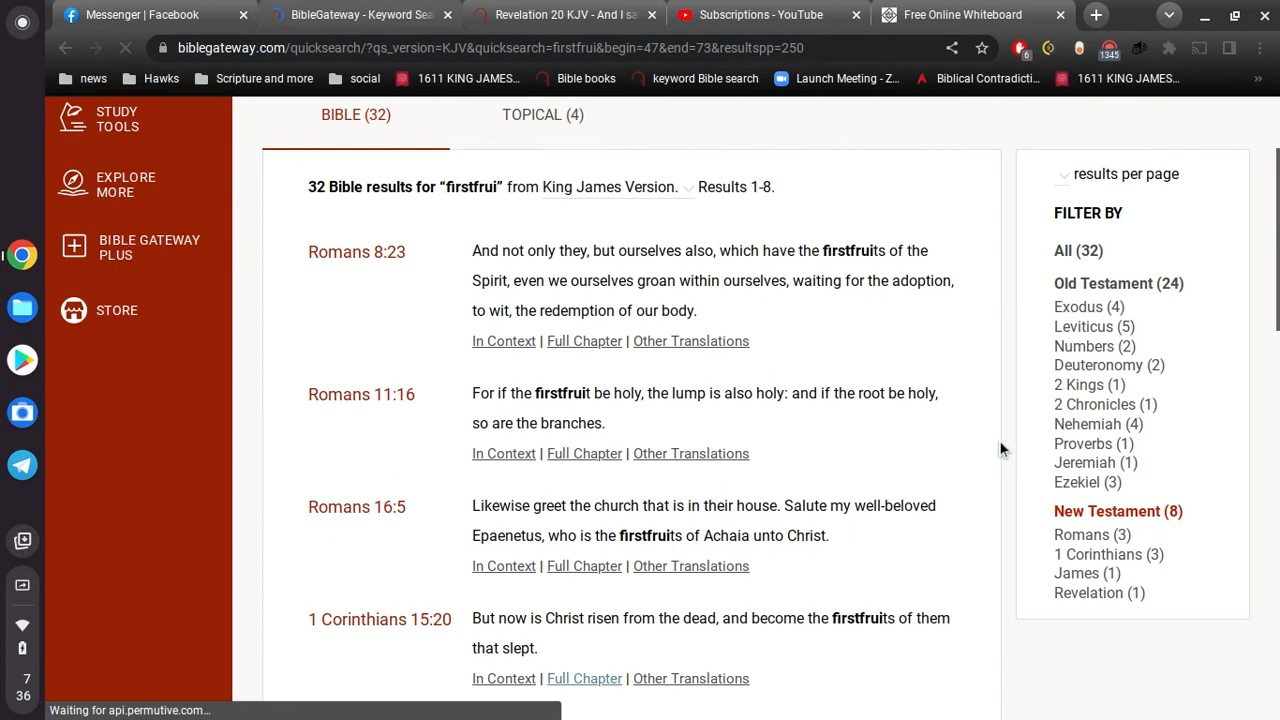 Messenger | Facebook
BibleGateway - Keyword Sea
Revelation 20 KJV - And I sa
Subscriptions - YouTube
Free Online Whiteboard
biblegateway.com/quicksearch/?qs_version=KJV&quicksearch=firstfrui&begin=47&end=73&resultspp=250
6
1345
news
Hawks
Scripture and more
social
1611 KING JAMES...
Bible books
keyword Bible search
Launch Meeting - Z...
Biblical Contradicti...
1611 KING JAMES...
»
STUDY
TOOLS
EXPLORE
MORE
BIBLE GATEWAY
PLUS
STORE
BIBLE (32)
TOPICAL (4)
32 Bible results for “firstfrui” from King James Version. Results 1-8.
Romans 8:23
And not only they, but ourselves also, which have the firstfruits of the
Spirit, even we ourselves groan within ourselves, waiting for the adoption,
to wit, the redemption of our body.
In Context | Full Chapter | Other Translations
Romans 11:16
For if the firstfruit be holy, the lump is also holy: and if the root be holy,
so are the branches.
In Context | Full Chapter | Other Translations
Romans 16:5
Likewise greet the church that is in their house. Salute my well-beloved
Epaenetus, who is the firstfruits of Achaia unto Christ.
In Context | Full Chapter | Other Translations
1 Corinthians 15:20
But now is Christ risen from the dead, and become the firstfruits of them
that slept.
In Context | Full Chapter | Other Translations
results per page
FILTER BY
All (32)
Old Testament (24)
Exodus (4)
Leviticus (5)
Numbers (2)
Deuteronomy (2)
2 Kings (1)
2 Chronicles (1)
Nehemiah (4)
Proverbs (1)
Jeremiah (1)
Ezekiel (3)
New Testament (8)
Romans (3)
1 Corinthians (3)
James (1)
Revelation (1)
7
36
Waiting for api.permutive.com...